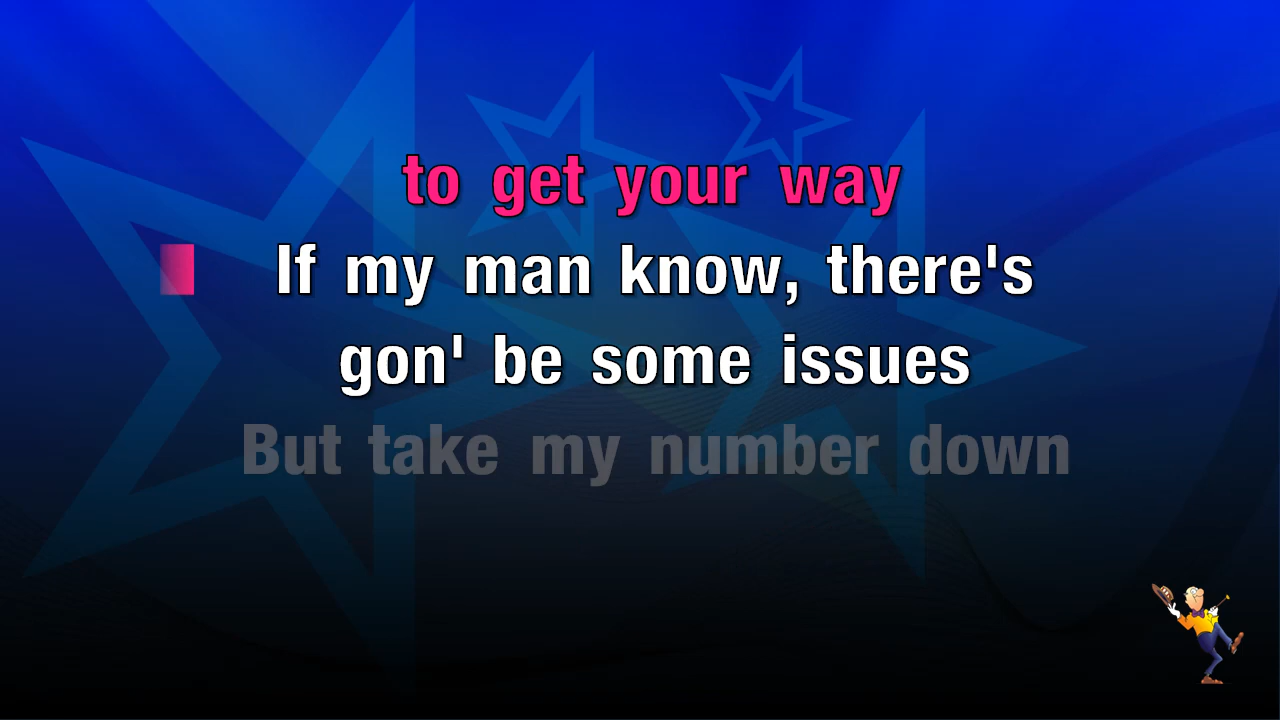 to get your way
If my man know, there's
gon' be some issues
But take my number down